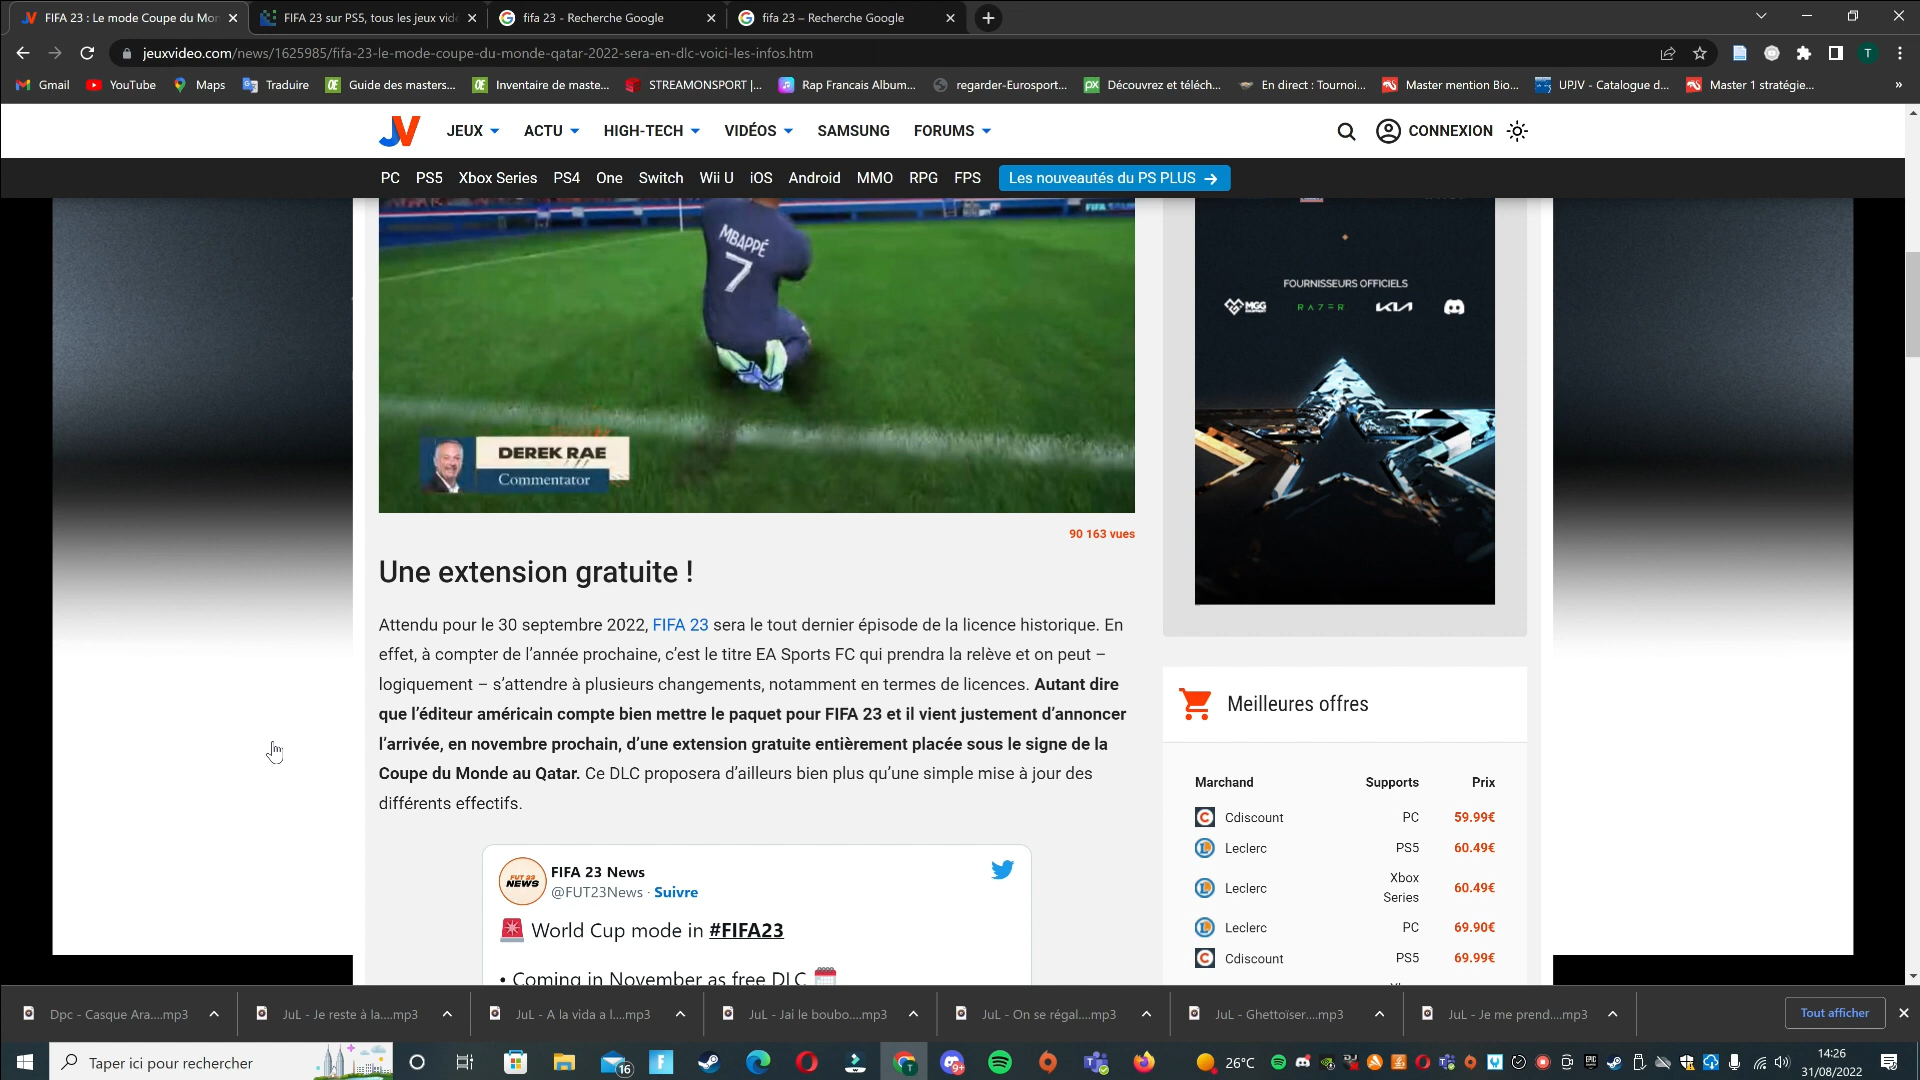 FIFA 23 : Le mode Coupe du Mon
FIFA 23 sur PS5, tous les jeux vidé
fifa 23 - Recherche Google
fifa 23 – Recherche Google
jeuxvideo.com/news/1625985/fifa-23-le-mode-coupe-du-monde-qatar-2022-sera-en-dlc-voici-les-infos.htm
T
Gmail
YouTube
Maps
Traduire
Guide des masters...
Inventaire de maste...
STREAMONSPORT |...
Rap Francais Album...
regarder-Eurosport...
Découvrez et téléch...
En direct : Tournoi...
Master mention Bio...
UPJV - Catalogue d...
Master 1 stratégie...
»
JV
JEUX
ACTU
HIGH-TECH
VIDÉOS
SAMSUNG
FORUMS
CONNEXION
PC
PS5
Xbox Series
PS4
One
Switch
Wii U
iOS
Android
MMO
RPG
FPS
Les nouveautés du PS PLUS →
MBAPPÉ
7
DEREK RAE
Commentator
90 163 vues
FOURNISSEURS OFFICIELS
MGG
RAZER
KIA
Une extension gratuite !
Attendu pour le 30 septembre 2022, FIFA 23 sera le tout dernier épisode de la licence historique. En
effet, à compter de l’année prochaine, c’est le titre EA Sports FC qui prendra la relève et on peut –
logiquement – s’attendre à plusieurs changements, notamment en termes de licences. Autant dire
que l’éditeur américain compte bien mettre le paquet pour FIFA 23 et il vient justement d’annoncer
l’arrivée, en novembre prochain, d’une extension gratuite entièrement placée sous le signe de la
Coupe du Monde au Qatar. Ce DLC proposera d’ailleurs bien plus qu’une simple mise à jour des
différents effectifs.
FUT 23
NEWS
FIFA 23 News
@FUT23News · Suivre
🚨 World Cup mode in #FIFA23
• Coming in November as free DLC
Meilleures offres
Marchand Supports Prix
Cdiscount PC 59.99€
Leclerc PS5 60.49€
Leclerc Xbox Series 60.49€
Leclerc PC 69.90€
Cdiscount PS5 69.99€
Dpc - Casque Ara....mp3
JuL - Je reste à la....mp3
JuL - A la vida a l....mp3
JuL - Jai le boubo....mp3
JuL - On se régal....mp3
JuL - Ghettoïser....mp3
JuL - Je me prend....mp3
Tout afficher
Taper ici pour rechercher
16
9+
26°C
14:26
31/08/2022